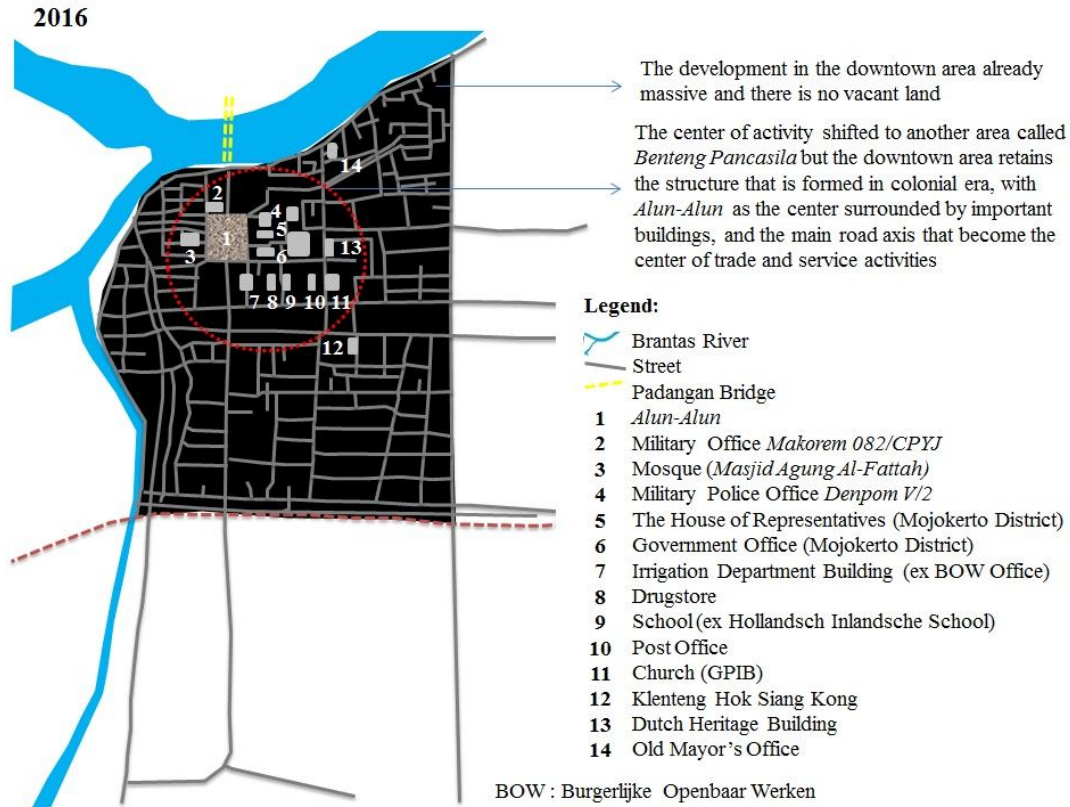 2016
The development in the downtown area already
massive and there is no vacant land
The center of activity shifted to another area called
Benteng Pancasila but the downtown area retains
the structure that is formed in colonial era, with
Alun-Alun as the center surrounded by important
buildings, and the main road axis that become the
center of trade and service activities
14
2
4
1
5
3
6
13
7 8 9 10 11
12
Legend:
Brantas River
Street
Padangan Bridge
1 Alun-Alun
2 Military Office Makorem 082/CPYJ
3 Mosque (Masjid Agung Al-Fattah)
4 Military Police Office Denpom V/2
5 The House of Representatives (Mojokerto District)
6 Government Office (Mojokerto District)
7 Irrigation Department Building (ex BOW Office)
8 Drugstore
9 School (ex Hollandsch Inlandsche School)
10 Post Office
11 Church (GPIB)
12 Klenteng Hok Siang Kong
13 Dutch Heritage Building
14 Old Mayor's Office
BOW : Burgerlijke Openbaar Werken